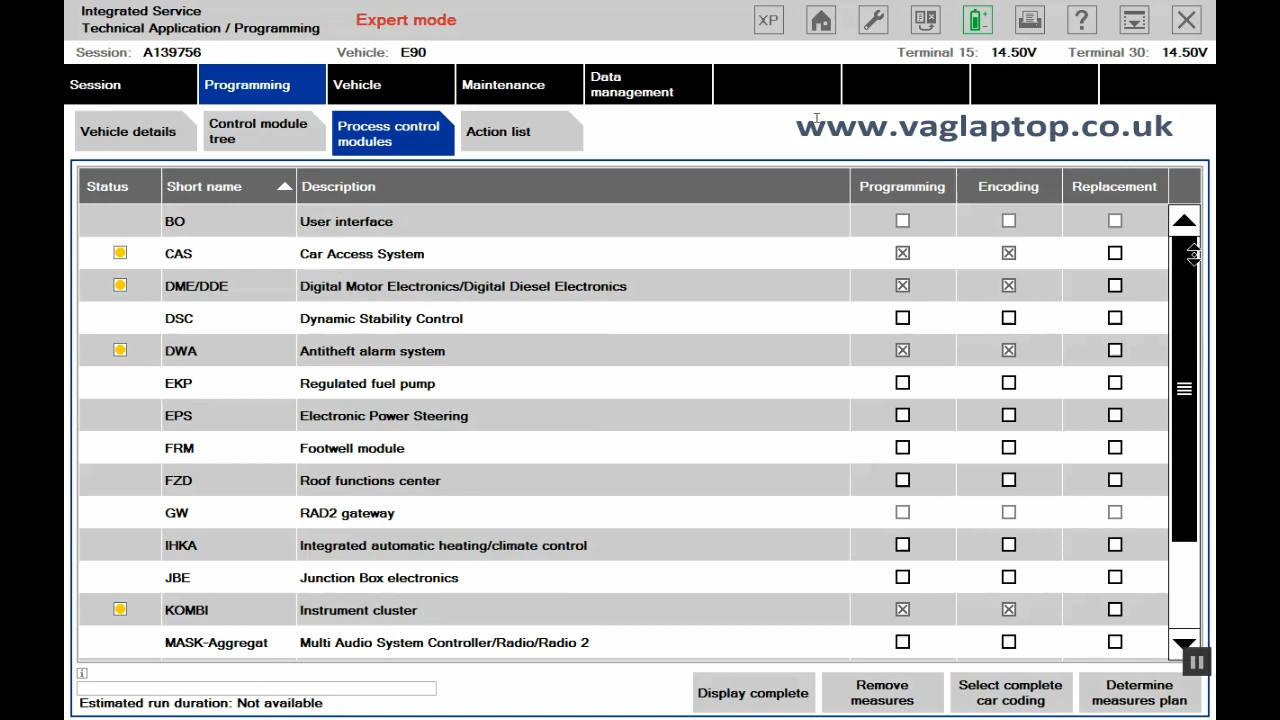 Integrated Service
Technical Application / Programming
Expert mode
XP
Session: A139756 Vehicle: E90 Terminal 15: 14.50V Terminal 30: 14.50V
Session Programming Vehicle Maintenance Data management
Vehicle details Control module tree Process control modules Action list
www.vaglaptop.co.uk
Status Short name Description Programming Encoding Replacement
BO User interface
CAS Car Access System
DME/DDE Digital Motor Electronics/Digital Diesel Electronics
DSC Dynamic Stability Control
DWA Antitheft alarm system
EKP Regulated fuel pump
EPS Electronic Power Steering
FRM Footwell module
FZD Roof functions center
GW RAD2 gateway
IHKA Integrated automatic heating/climate control
JBE Junction Box electronics
KOMBI Instrument cluster
MASK-Aggregat Multi Audio System Controller/Radio/Radio 2
Estimated run duration: Not available
Display complete Remove measures Select complete car coding Determine measures plan